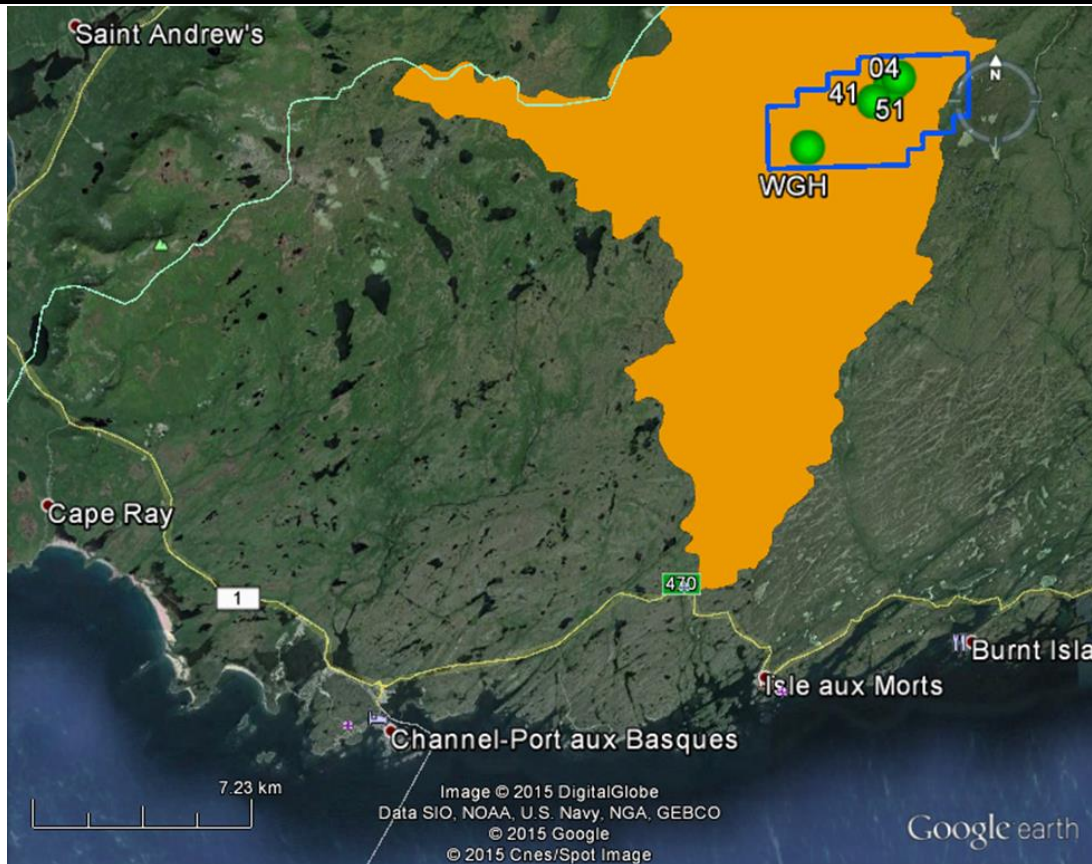 Saint Andrew's
04
N
41
51
WGH
Cape Ray
470
1
Burnt Isla
Isle aux Morts
Channel-Port aux Basques
7.23 km
Image © 2015 DigitalGlobe
Data SIO, NOAA, U.S. Navy, NGA, GEBCO
© 2015 Google
© 2015 Cnes/Spot Image
Google earth